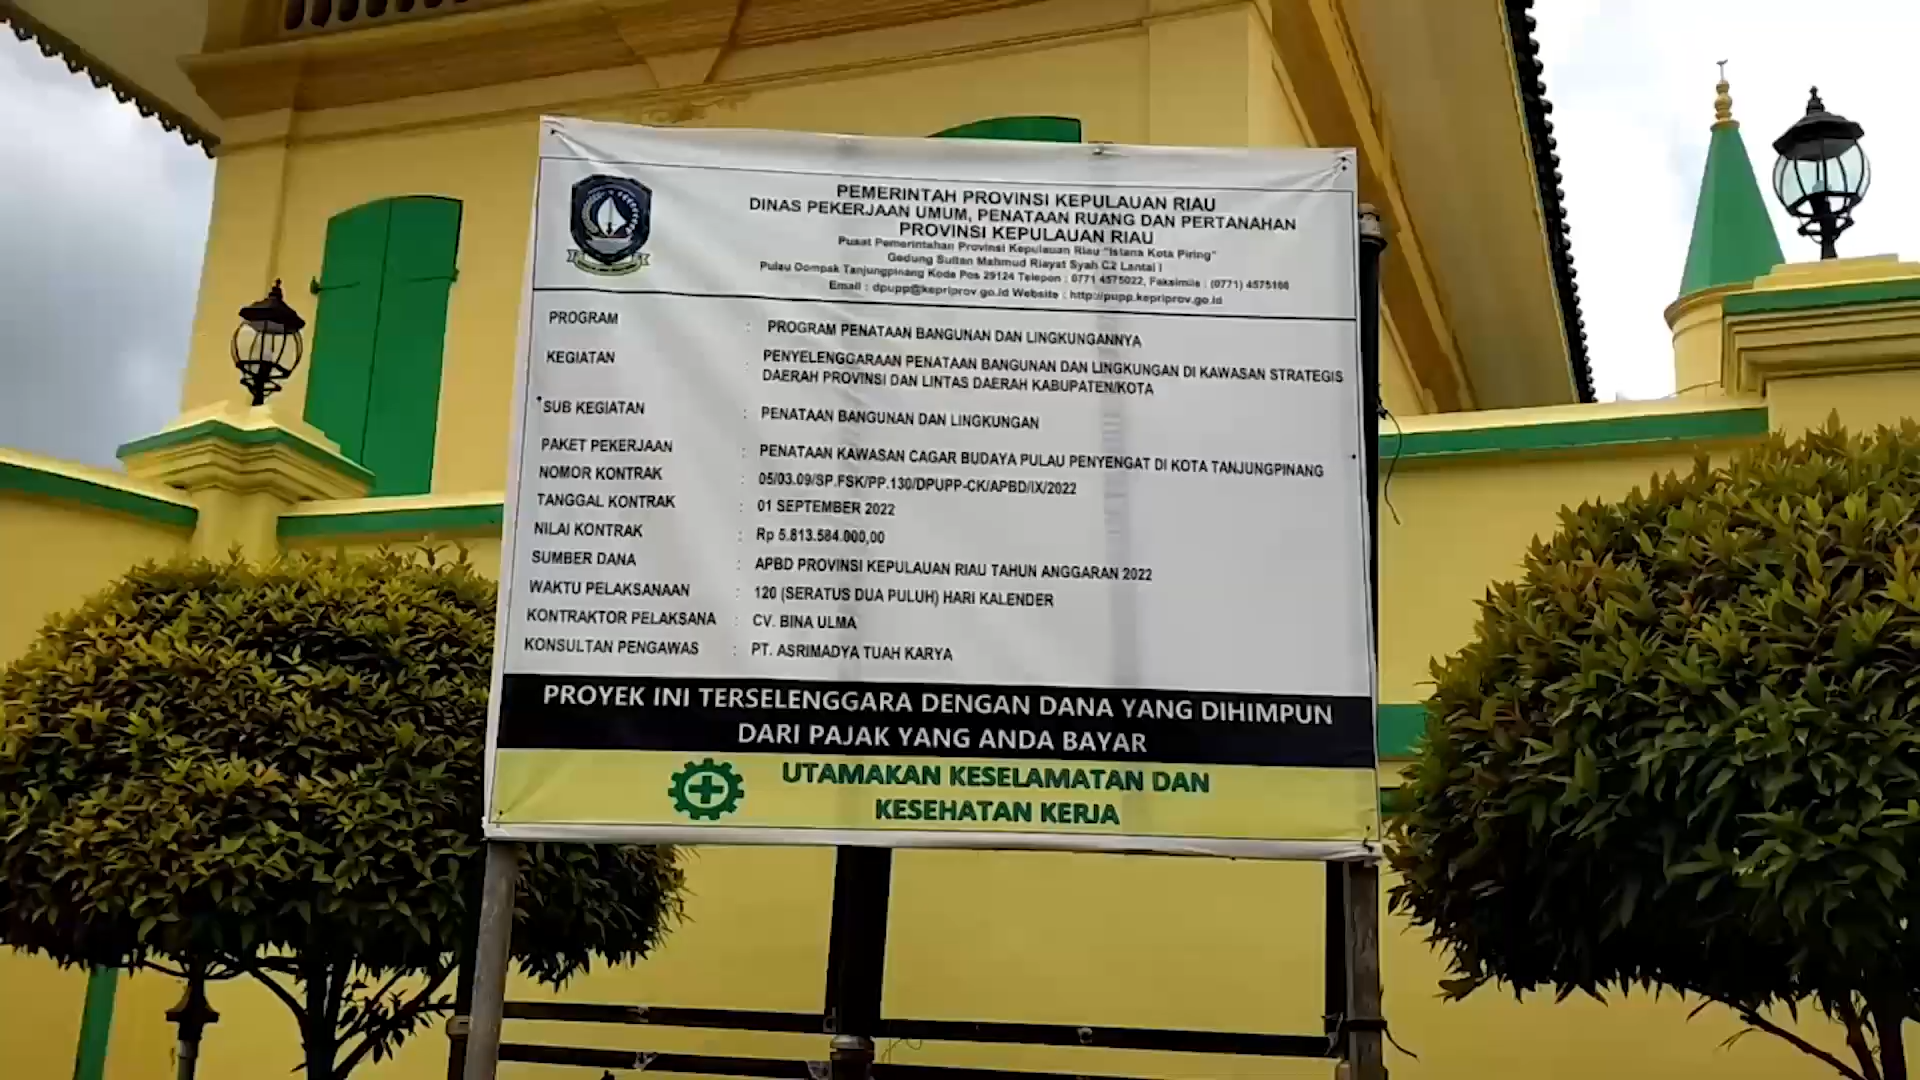 PEMERINTAH PROVINSI KEPULAUAN RIAU
DINAS PEKERJAAN UMUM, PENATAAN RUANG DAN PERTANAHAN
PROVINSI KEPULAUAN RIAU
Pusat Pemerintahan Provinsi Kepulauan Riau "Istana Kota Piring"
Gedung Sultan Mahmud Riayat Syah C2 Lantai I
Pulau Dompak Tanjungpinang Kode Pos 29124 Telepon : 0771 4575022, Faksimile : (0771) 4575166
Email : dpupp@kepriprov.go.id Website : http://pupp.kepriprov.go.id
PROGRAM : PROGRAM PENATAAN BANGUNAN DAN LINGKUNGANNYA
KEGIATAN : PENYELENGGARAAN PENATAAN BANGUNAN DAN LINGKUNGAN DI KAWASAN STRATEGIS
DAERAH PROVINSI DAN LINTAS DAERAH KABUPATEN/KOTA
SUB KEGIATAN : PENATAAN BANGUNAN DAN LINGKUNGAN
PAKET PEKERJAAN : PENATAAN KAWASAN CAGAR BUDAYA PULAU PENYENGAT DI KOTA TANJUNGPINANG
NOMOR KONTRAK : 05/03.09/SP.FSK/PP.130/DPUPP-CK/APBD/IX/2022
TANGGAL KONTRAK : 01 SEPTEMBER 2022
NILAI KONTRAK : Rp 5.813.584.000,00
SUMBER DANA : APBD PROVINSI KEPULAUAN RIAU TAHUN ANGGARAN 2022
WAKTU PELAKSANAAN : 120 (SERATUS DUA PULUH) HARI KALENDER
KONTRAKTOR PELAKSANA : CV. BINA ULMA
KONSULTAN PENGAWAS : PT. ASRIMADYA TUAH KARYA
PROYEK INI TERSELENGGARA DENGAN DANA YANG DIHIMPUN
DARI PAJAK YANG ANDA BAYAR
UTAMAKAN KESELAMATAN DAN
KESEHATAN KERJA